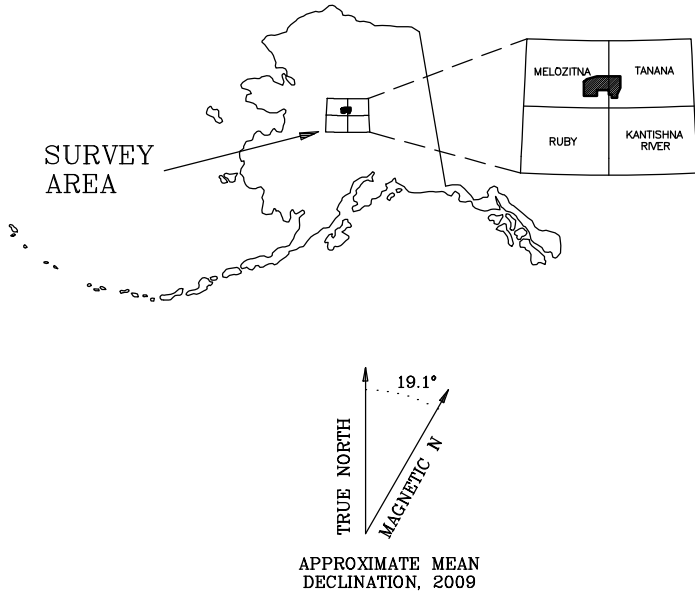 MELOZITNA
TANANA
RUBY
KANTISHNA
RIVER
SURVEY
AREA
19.1°
TRUE NORTH
MAGNETIC N
APPROXIMATE MEAN
DECLINATION, 2009